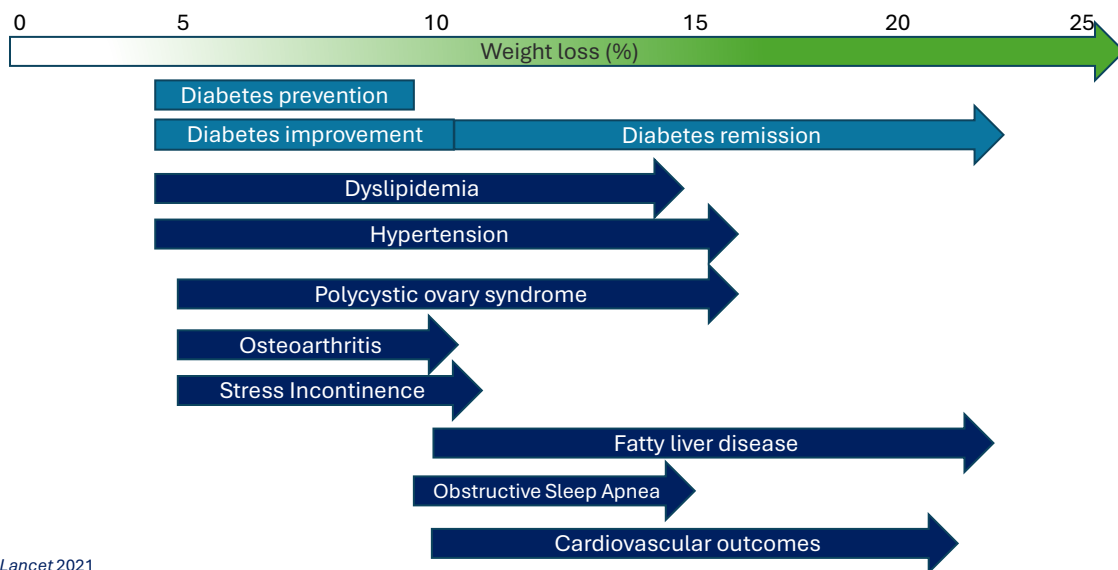 0 5 10 15 20 25
Weight loss (%)
Diabetes prevention
Diabetes improvement Diabetes remission
Dyslipidemia
Hypertension
Polycystic ovary syndrome
Osteoarthritis
Stress Incontinence
Fatty liver disease
Obstructive Sleep Apnea
Cardiovascular outcomes
Lancet 2021